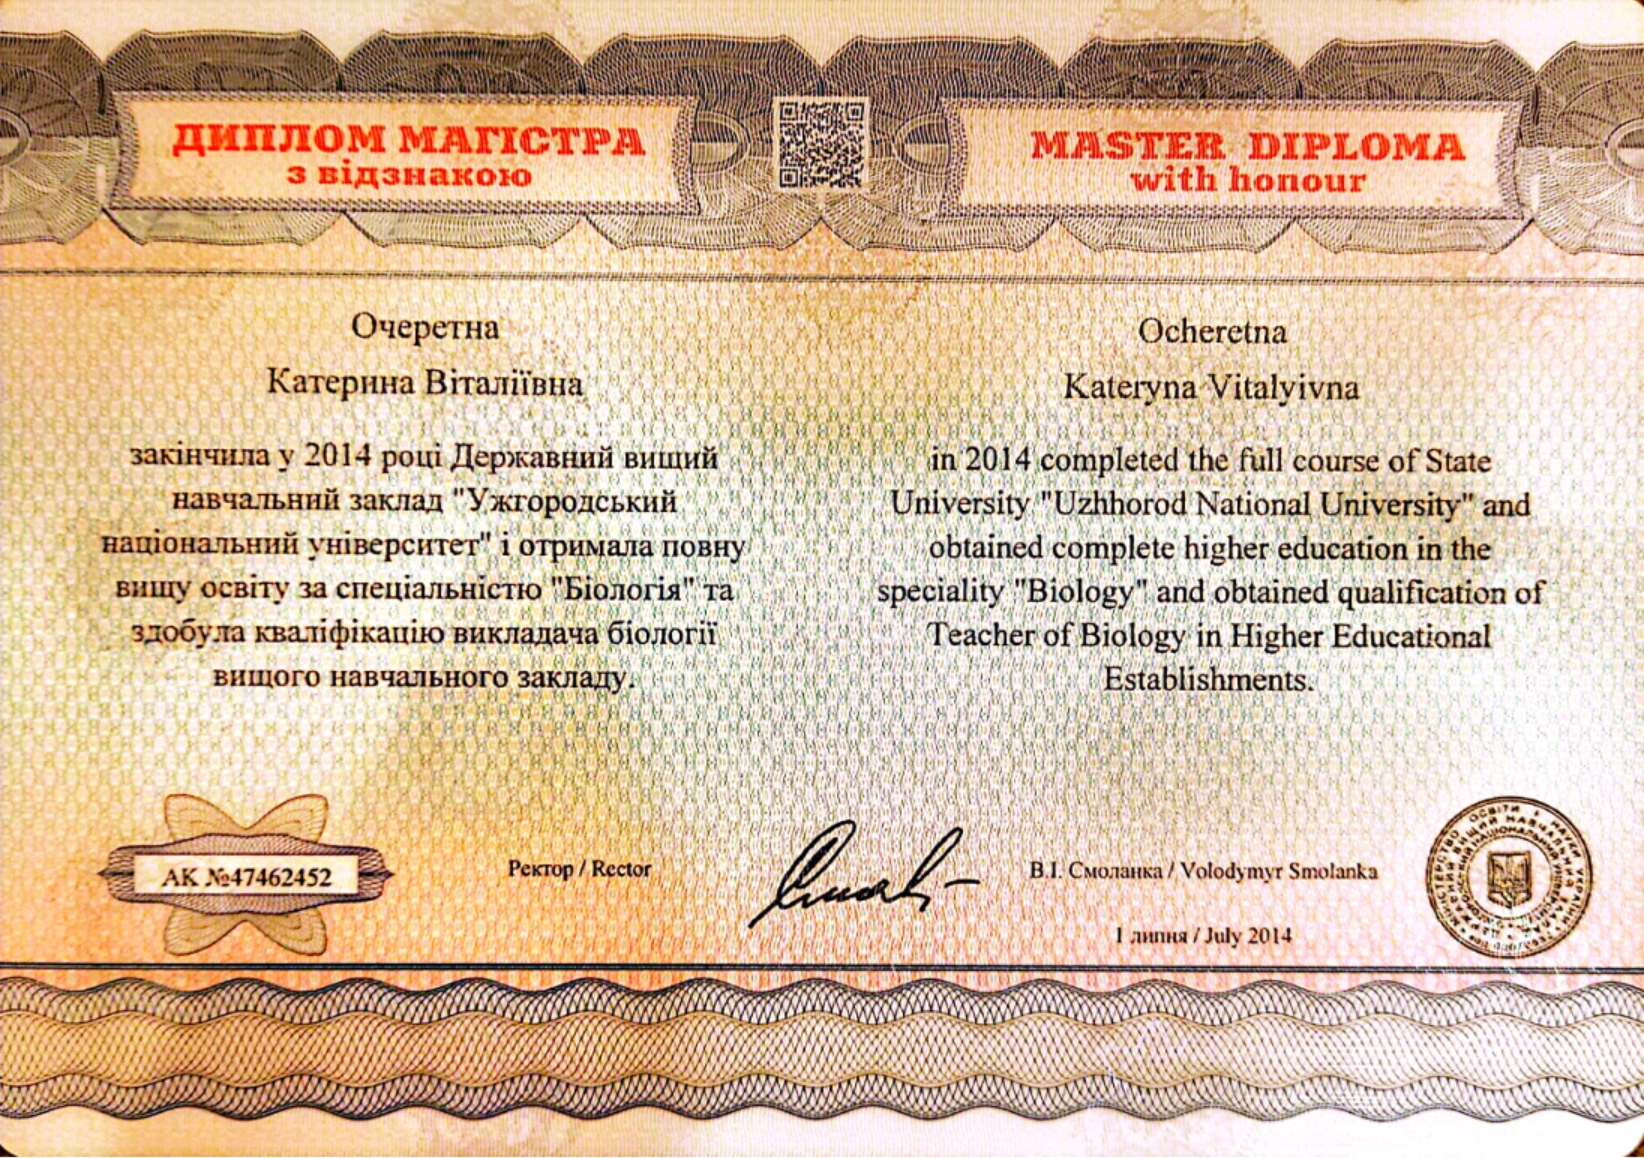 ДИПЛОМ МАГІСТРА
з відзнакою
MASTER DIPLOMA
with honour
Очеретна
Катерина Віталіївна
закінчила у 2014 році Державний вищий
навчальний заклад "Ужгородський
національний університет" і отримала повну
вищу освіту за спеціальністю "Біологія" та
здобула кваліфікацію викладача біології
вищого навчального закладу.
Ocheretna
Kateryna Vitalyivna
in 2014 completed the full course of State
University "Uzhhorod National University" and
obtained complete higher education in the
speciality "Biology" and obtained qualification of
Teacher of Biology in Higher Educational
Establishments.
АК №47462452
Ректор / Rector
В.І. Смоланка / Volodymyr Smolanka
1 липня / July 2014